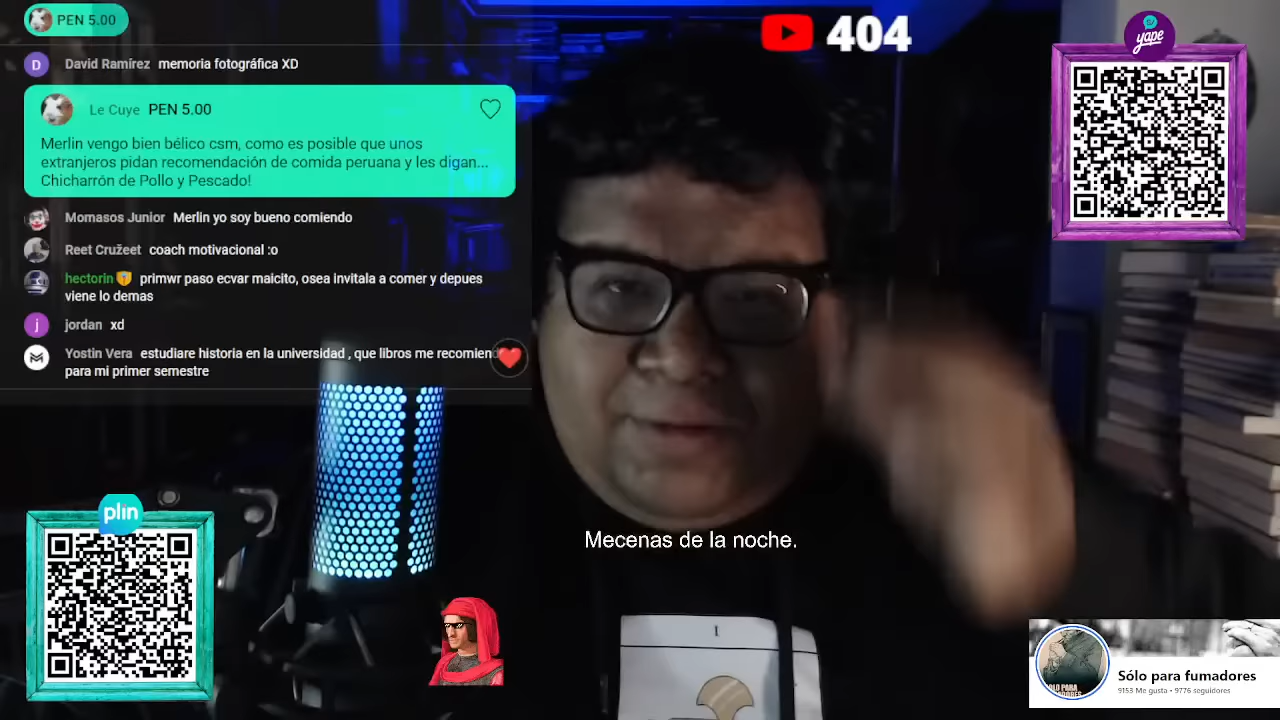 PEN 5.00
David Ramírez memoria fotográfica XD
Le Cuye PEN 5.00
Merlin vengo bien bélico csm, como es posible que unos
extranjeros pidan recomendación de comida peruana y les digan...
Chicharrón de Pollo y Pescado!
Momasos Junior Merlin yo soy bueno comiendo
Reet Cružeet coach motivacional :o
hectorin primwr paso ecvar maicito, osea invitala a comer y depues
viene lo demas
jordan xd
Yostin Vera estudiare historia en la universidad , que libros me recomiend
para mi primer semestre
404
yape
plin
Mecenas de la noche.
I
Sólo para fumadores
9153 Me gusta • 9776 seguidores